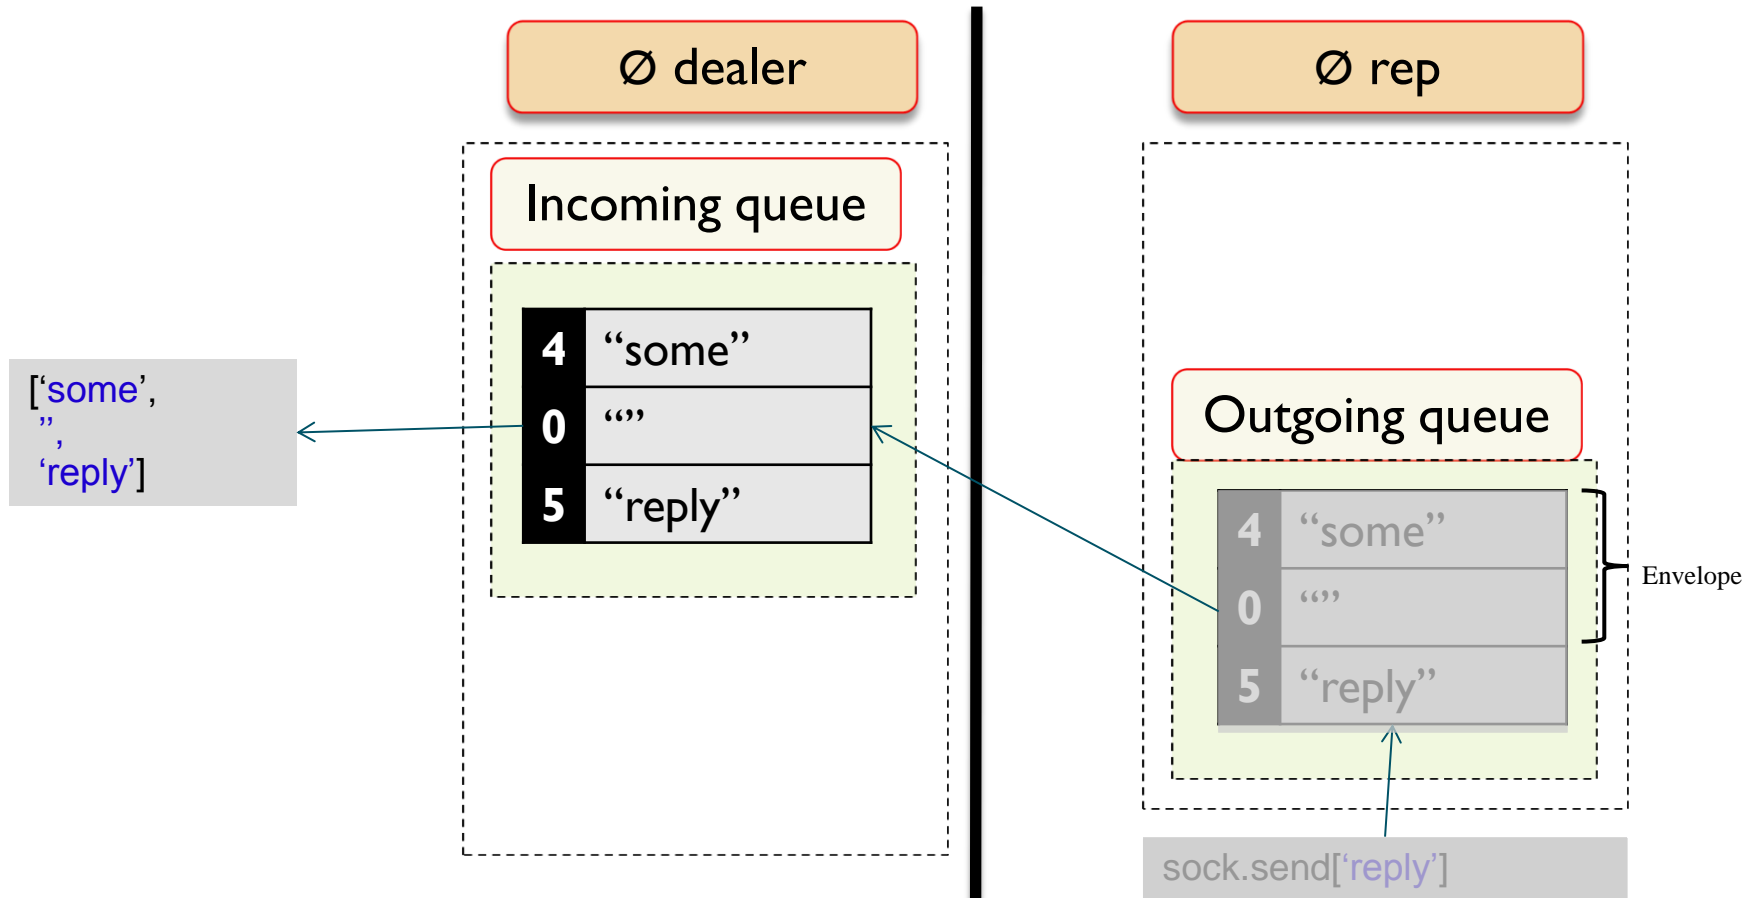 Ø dealer
Ø rep
Incoming queue
4 “some”
0 “”
5 “reply”
[‘some’,
’’,
‘reply’]
Outgoing queue
4 “some”
0 “”
5 “reply”
Envelope
sock.send[‘reply’]